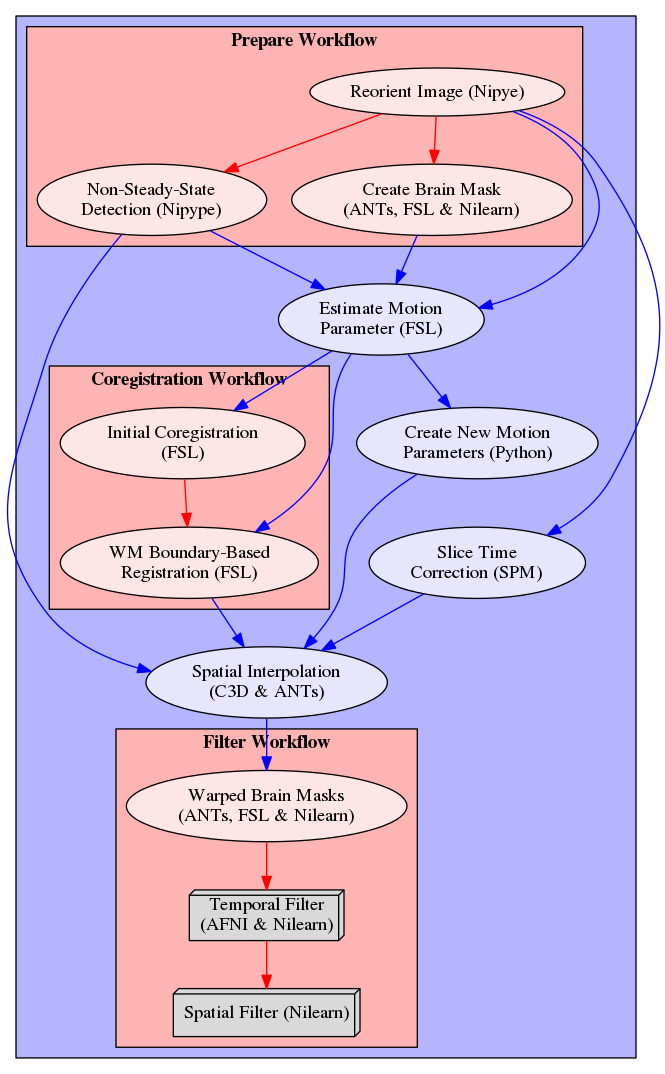 Prepare Workflow
Reorient Image (Nipye)
Non-Steady-State
Detection (Nipype)
Create Brain Mask
(ANTs, FSL & Nilearn)
Estimate Motion
Parameter (FSL)
Coregistration Workflow
Initial Coregistration
(FSL)
Create New Motion
Parameters (Python)
WM Boundary-Based
Registration (FSL)
Slice Time
Correction (SPM)
Spatial Interpolation
(C3D & ANTs)
Filter Workflow
Warped Brain Masks
(ANTs, FSL & Nilearn)
Temporal Filter
(AFNI & Nilearn)
Spatial Filter (Nilearn)